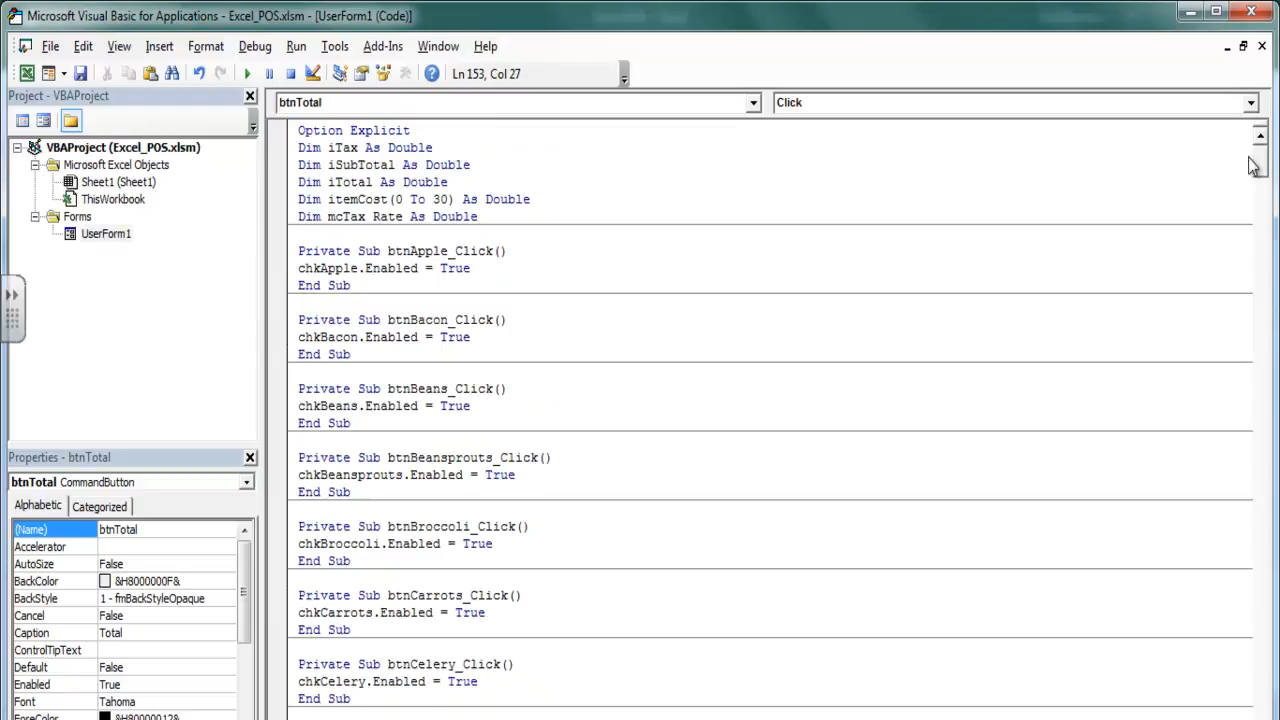 Microsoft Visual Basic for Applications - Excel_POS.xlsm - [UserForm1 (Code)]
File Edit View Insert Format Debug Run Tools Add-Ins Window Help
Ln 153, Col 27
Project - VBAProject
btnTotal Click
VBAProject (Excel_POS.xlsm)
Microsoft Excel Objects
Sheet1 (Sheet1)
ThisWorkbook
Forms
UserForm1
Properties - btnTotal
btnTotal CommandButton
Alphabetic Categorized
(Name) btnTotal
Accelerator
AutoSize False
BackColor &H8000000F&
BackStyle 1 - fmBackStyleOpaque
Cancel False
Caption Total
ControlTipText
Default False
Enabled True
Font Tahoma
ForeColor &H80000012&
Option Explicit
Dim iTax As Double
Dim iSubTotal As Double
Dim iTotal As Double
Dim itemCost(0 To 30) As Double
Dim mcTax Rate As Double
Private Sub btnApple_Click()
chkApple.Enabled = True
End Sub
Private Sub btnBacon_Click()
chkBacon.Enabled = True
End Sub
Private Sub btnBeans_Click()
chkBeans.Enabled = True
End Sub
Private Sub btnBeansprouts_Click()
chkBeansprouts.Enabled = True
End Sub
Private Sub btnBroccoli_Click()
chkBroccoli.Enabled = True
End Sub
Private Sub btnCarrots_Click()
chkCarrots.Enabled = True
End Sub
Private Sub btnCelery_Click()
chkCelery.Enabled = True
End Sub